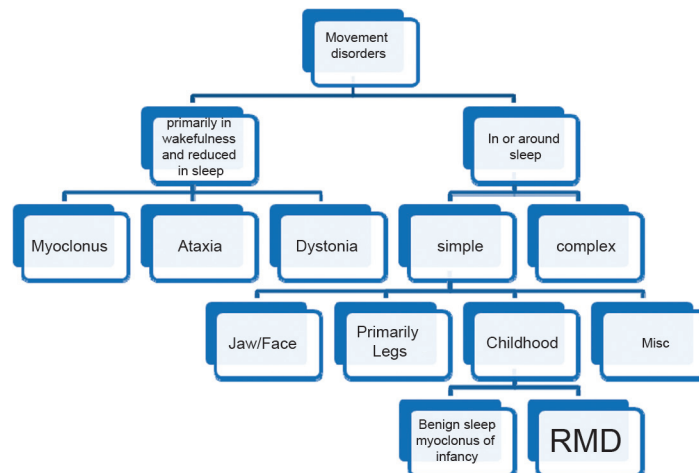 Movement
disorders
primarily in
wakefulness
and reduced
in sleep
In or around
sleep
Myoclonus
Ataxia
Dystonia
simple
complex
Jaw/Face
Primarily
Legs
Childhood
Misc
Benign sleep
myoclonus of
infancy
RMD